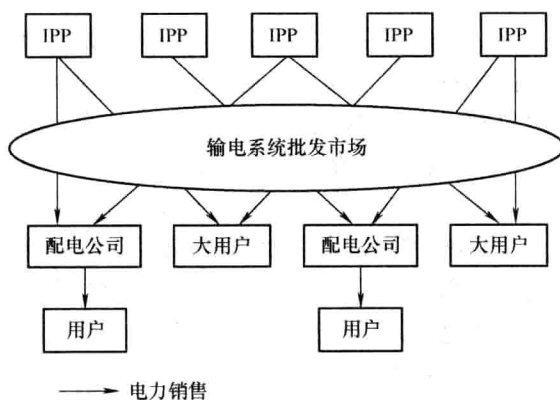 IPP IPP IPP IPP IPP
输电系统批发市场
配电公司 大用户 配电公司 大用户
用户 用户
电力销售